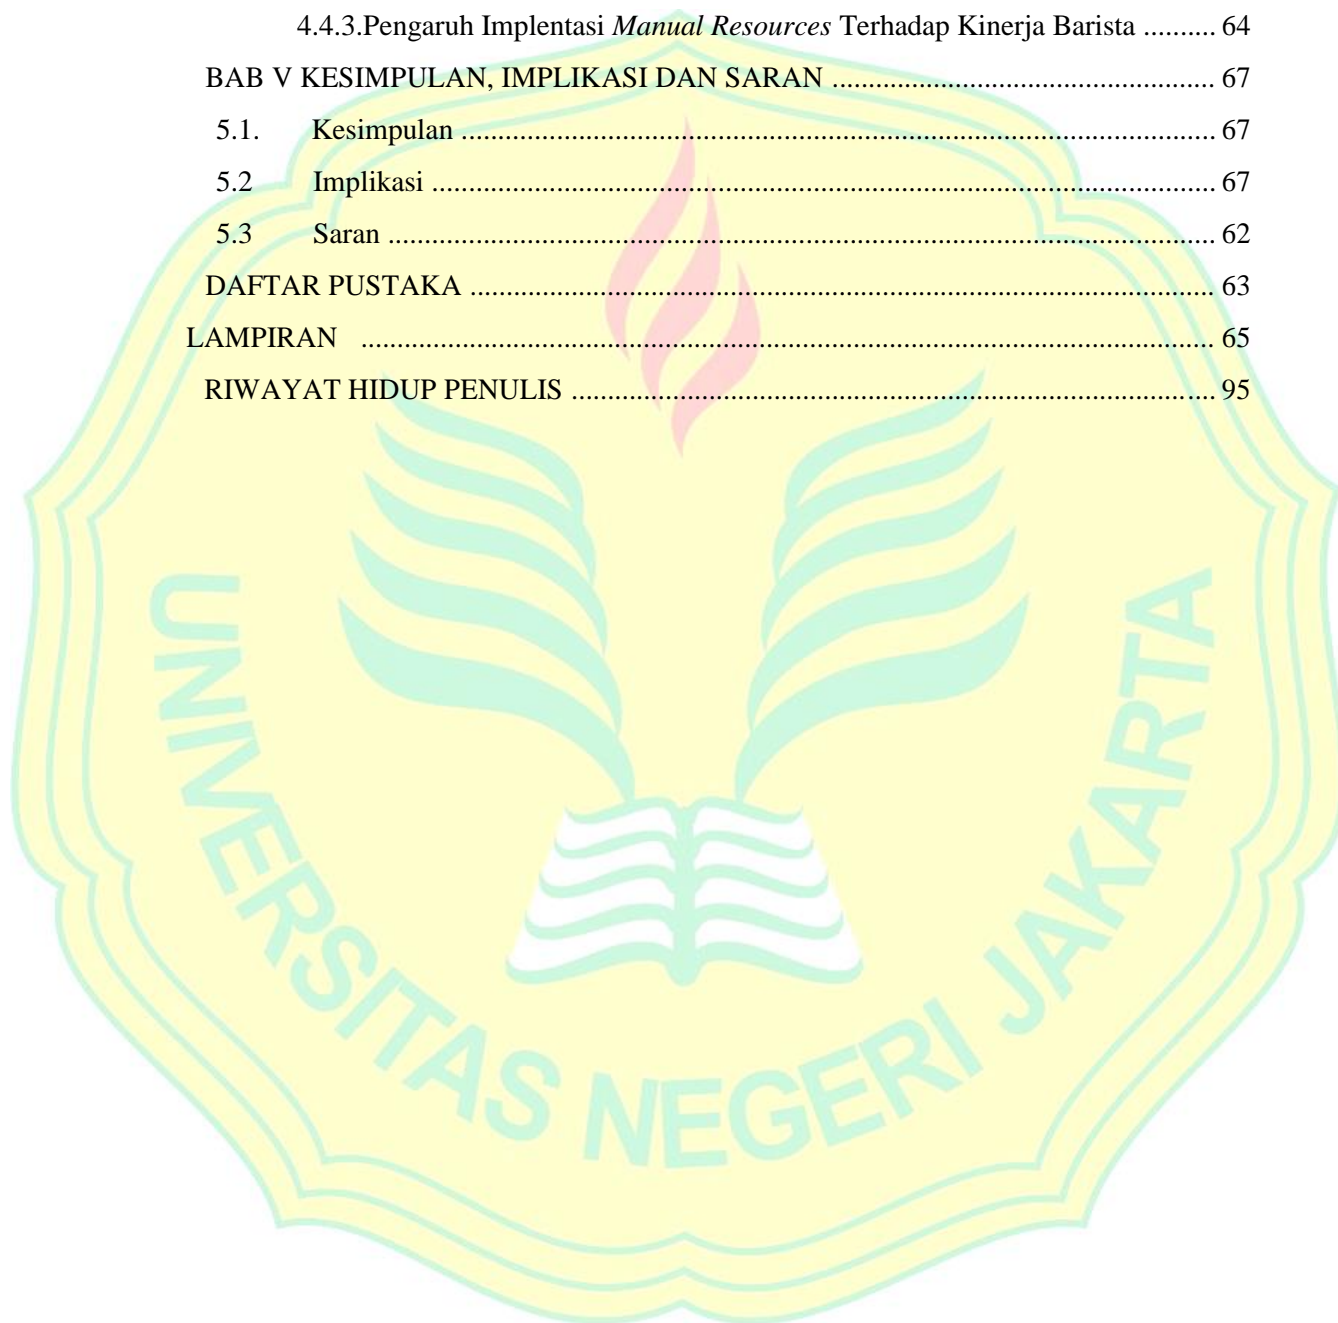 4.4.3.Pengaruh Implentasi Manual Resources Terhadap Kinerja Barista .......... 64
BAB V KESIMPULAN, IMPLIKASI DAN SARAN .................................................... 67
5.1. Kesimpulan ....................................................................................................... 67
5.2 Implikasi ........................................................................................................... 67
5.3 Saran ................................................................................................................. 62
DAFTAR PUSTAKA ..................................................................................................... 63
LAMPIRAN ..................................................................................................................... 65
RIWAYAT HIDUP PENULIS ........................................................................................ 95
UNIVERSITAS NEGERI JAKARTA